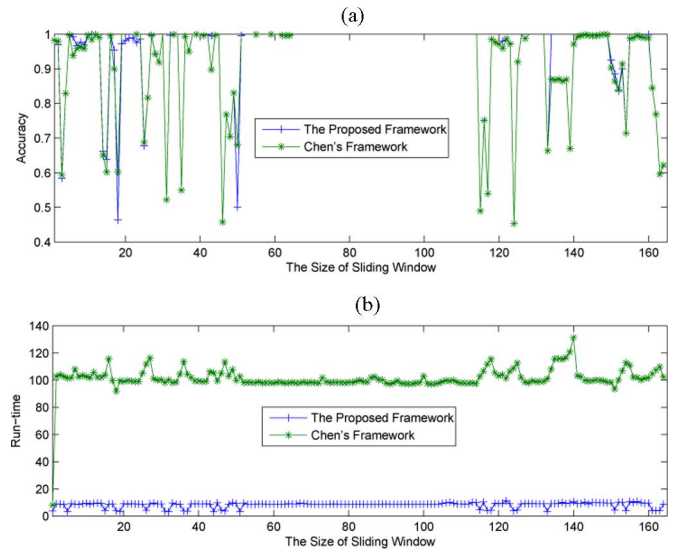 (a)
1
0.9
0.8
0.7
0.6
0.5
0.4
Accuracy
The Proposed Framework
Chen's Framework
20 40 60 80 100 120 140 160
The Size of Sliding Window
(b)
140
120
100
80
60
40
20
0
Run-time
The Proposed Framework
Chen's Framework
20 40 60 80 100 120 140 160
The Size of Sliding Window